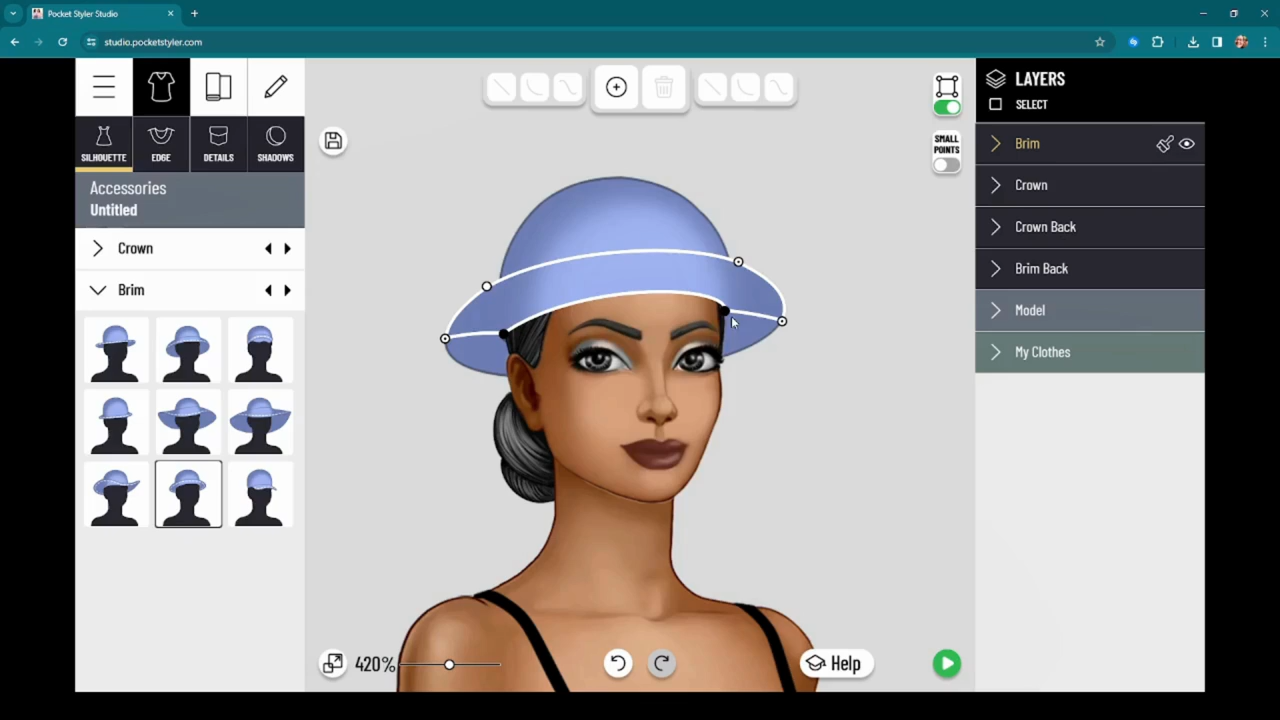 Pocket Styler Studio
studio.pocketstyler.com
SILHOUETTE
EDGE
DETAILS
SHADOWS
Accessories
Untitled
Crown
Brim
SMALL
POINTS
420%
Help
LAYERS
SELECT
Brim
Crown
Crown Back
Brim Back
Model
My Clothes